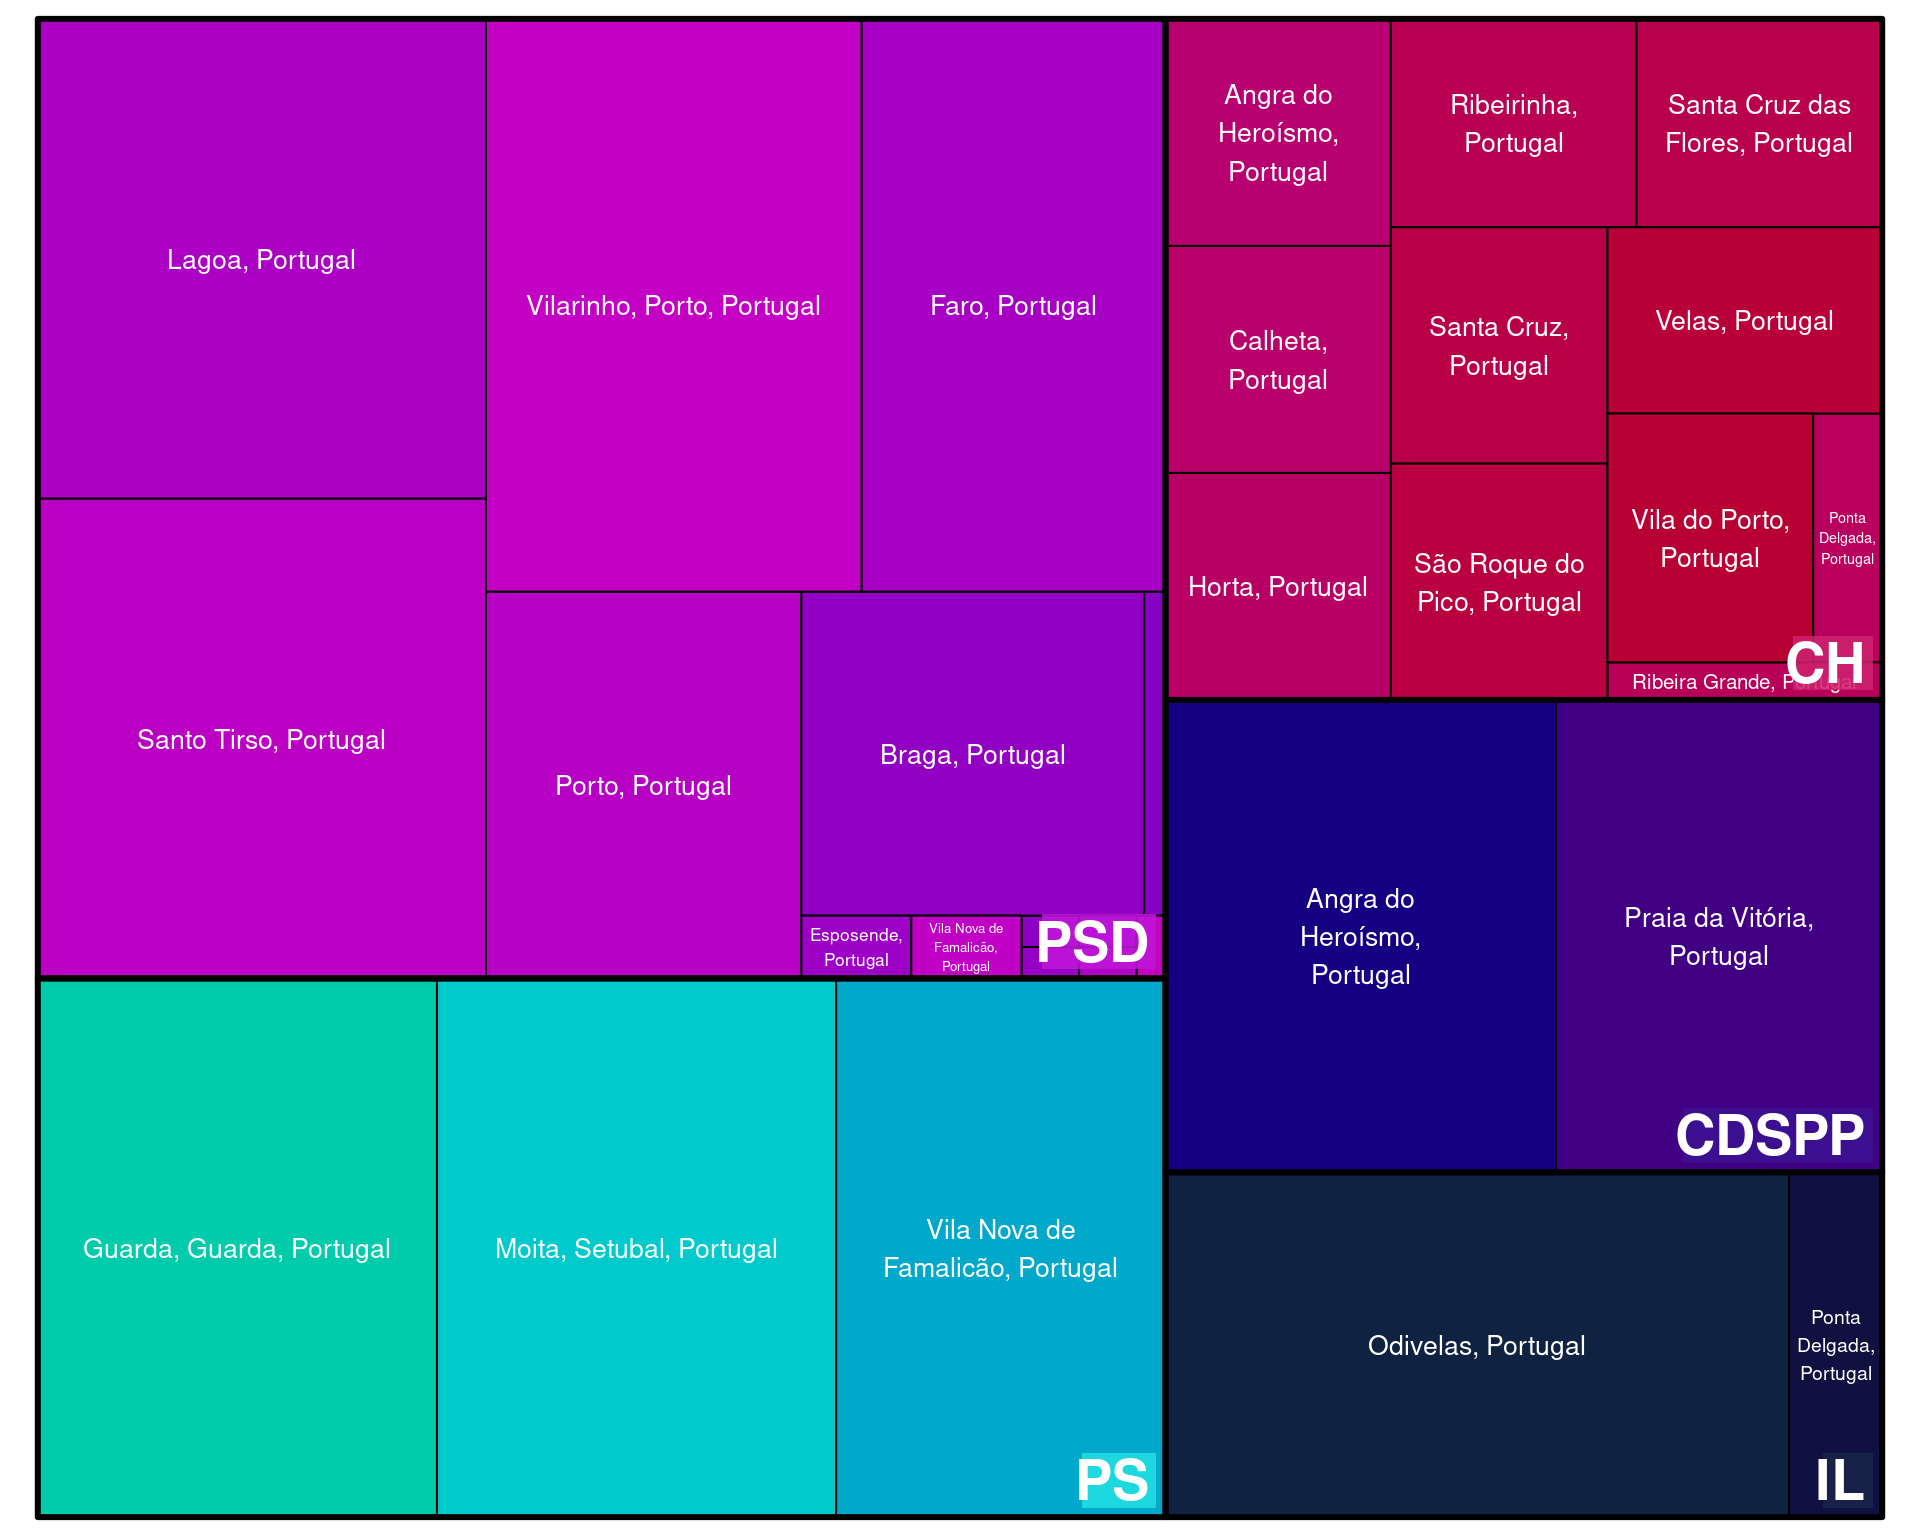 Lagoa, Portugal
Vilarinho, Porto, Portugal
Faro, Portugal
Santo Tirso, Portugal
Porto, Portugal
Braga, Portugal
Esposende,
Portugal
Vila Nova de
Famalicão,
Portugal
PSD
Angra do
Heroísmo,
Portugal
Ribeirinha,
Portugal
Santa Cruz das
Flores, Portugal
Calheta,
Portugal
Santa Cruz,
Portugal
Velas, Portugal
Horta, Portugal
São Roque do
Pico, Portugal
Vila do Porto,
Portugal
Ponta
Delgada,
Portugal
Ribeira Grande, Portugal
CH
Angra do
Heroísmo,
Portugal
Praia da Vitória,
Portugal
CDSPP
Guarda, Guarda, Portugal
Moita, Setubal, Portugal
Vila Nova de
Famalicão, Portugal
PS
Odivelas, Portugal
Ponta
Delgada,
Portugal
IL